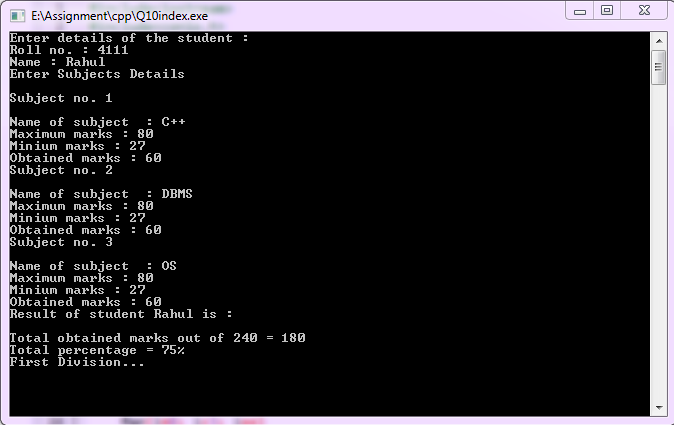 E:\Assignment\cpp\Q10index.exe
Enter details of the student :
Roll no. : 4111
Name : Rahul
Enter Subjects Details
Subject no. 1
Name of subject  : C++
Maximum marks : 80
Minium marks : 27
Obtained marks : 60
Subject no. 2
Name of subject  : DBMS
Maximum marks : 80
Minium marks : 27
Obtained marks : 60
Subject no. 3
Name of subject  : OS
Maximum marks : 80
Minium marks : 27
Obtained marks : 60
Result of student Rahul is :
Total obtained marks out of 240 = 180
Total percentage = 75%
First Division...